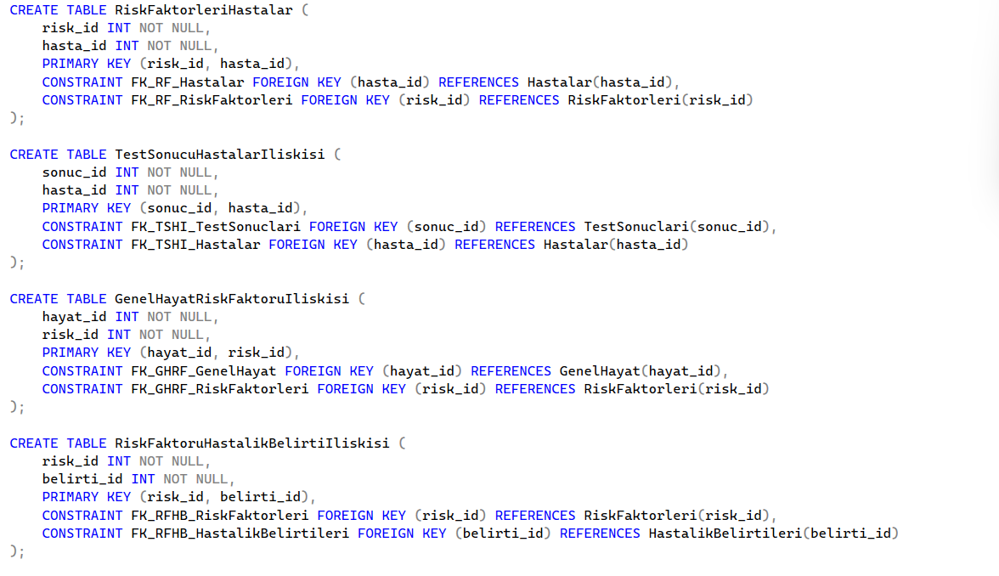 CREATE TABLE RiskFaktorleriHastalar (
    risk_id INT NOT NULL,
    hasta_id INT NOT NULL,
    PRIMARY KEY (risk_id, hasta_id),
    CONSTRAINT FK_RF_Hastalar FOREIGN KEY (hasta_id) REFERENCES Hastalar(hasta_id),
    CONSTRAINT FK_RF_RiskFaktorleri FOREIGN KEY (risk_id) REFERENCES RiskFaktorleri(risk_id)
);

CREATE TABLE TestSonucuHastalarIliskisi (
    sonuc_id INT NOT NULL,
    hasta_id INT NOT NULL,
    PRIMARY KEY (sonuc_id, hasta_id),
    CONSTRAINT FK_TSHI_TestSonuclari FOREIGN KEY (sonuc_id) REFERENCES TestSonuclari(sonuc_id),
    CONSTRAINT FK_TSHI_Hastalar FOREIGN KEY (hasta_id) REFERENCES Hastalar(hasta_id)
);

CREATE TABLE GenelHayatRiskFaktoruIliskisi (
    hayat_id INT NOT NULL,
    risk_id INT NOT NULL,
    PRIMARY KEY (hayat_id, risk_id),
    CONSTRAINT FK_GHRF_GenelHayat FOREIGN KEY (hayat_id) REFERENCES GenelHayat(hayat_id),
    CONSTRAINT FK_GHRF_RiskFaktorleri FOREIGN KEY (risk_id) REFERENCES RiskFaktorleri(risk_id)
);

CREATE TABLE RiskFaktoruHastalikBelirtiIliskisi (
    risk_id INT NOT NULL,
    belirti_id INT NOT NULL,
    PRIMARY KEY (risk_id, belirti_id),
    CONSTRAINT FK_RFHB_RiskFaktorleri FOREIGN KEY (risk_id) REFERENCES RiskFaktorleri(risk_id),
    CONSTRAINT FK_RFHB_HastalikBelirtileri FOREIGN KEY (belirti_id) REFERENCES HastalikBelirtileri(belirti_id)
);